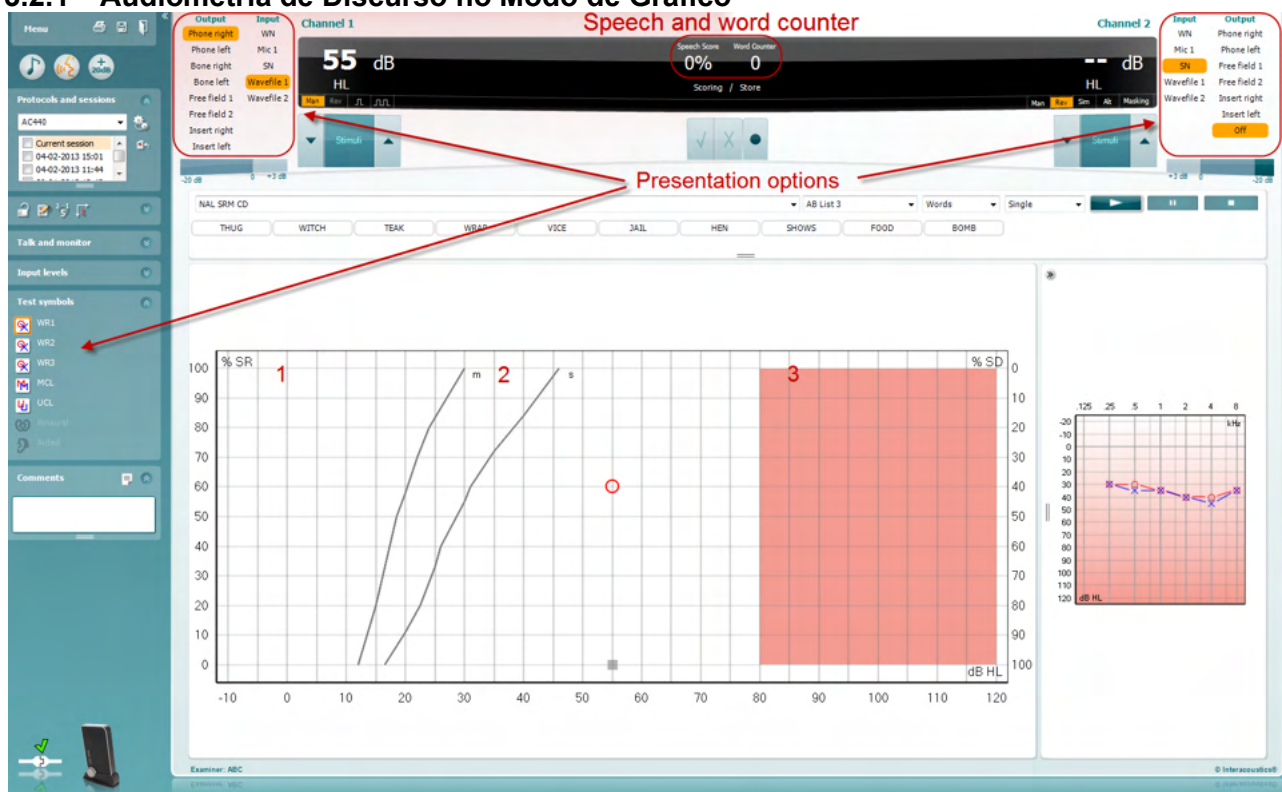 Audiometria de Discurso no Modo de Gráfico
Speech and word counter
Menu
Output Input
Phone right WN
Phone left Mic 1
Bone right SN
Bone left Wavefile 1
Free field 1 Wavefile 2
Free field 2
Insert right
Insert left
Channel 1
55 dB
HL
Man Rev
Speech Score Word Counter
0% 0
Scoring / Store
Channel 2
-- dB
HL
Man Rev Sim Alt Masking
Input Output
WN Phone right
Mic 1 Phone left
SN Free field 1
Wavefile 1 Free field 2
Wavefile 2 Insert right
Insert left
Off
Stimuli
Stimuli
-20 dB 0 +3 dB
+3 dB 0 -20 dB
Presentation options
Protocols and sessions
AC440
Current session
04-02-2013 15:01
04-02-2013 11:44
Talk and monitor
Input levels
Test symbols
WR1
WR2
WR3
MCL
UCL
Binaural
Aided
Comments
NAL SRM CD AB List 3 Words Single
THUG WITCH TEAK WRAP VICE JAIL HEN SHOWS FOOD BOMB
% SR 1 m 2 s 3 % SD
100 0
90 10
80 20
70 30
60 40
50 50
40 60
30 70
20 80
10 90
0 dB HL 100
-10 0 10 20 30 40 50 60 70 80 90 100 110 120
.125 .25 .5 1 2 4 8
kHz
-20
-10
0
10
20
30
40
50
60
70
80
90
100
110
120 dB HL
Examiner: ABC
© Interacoustics®